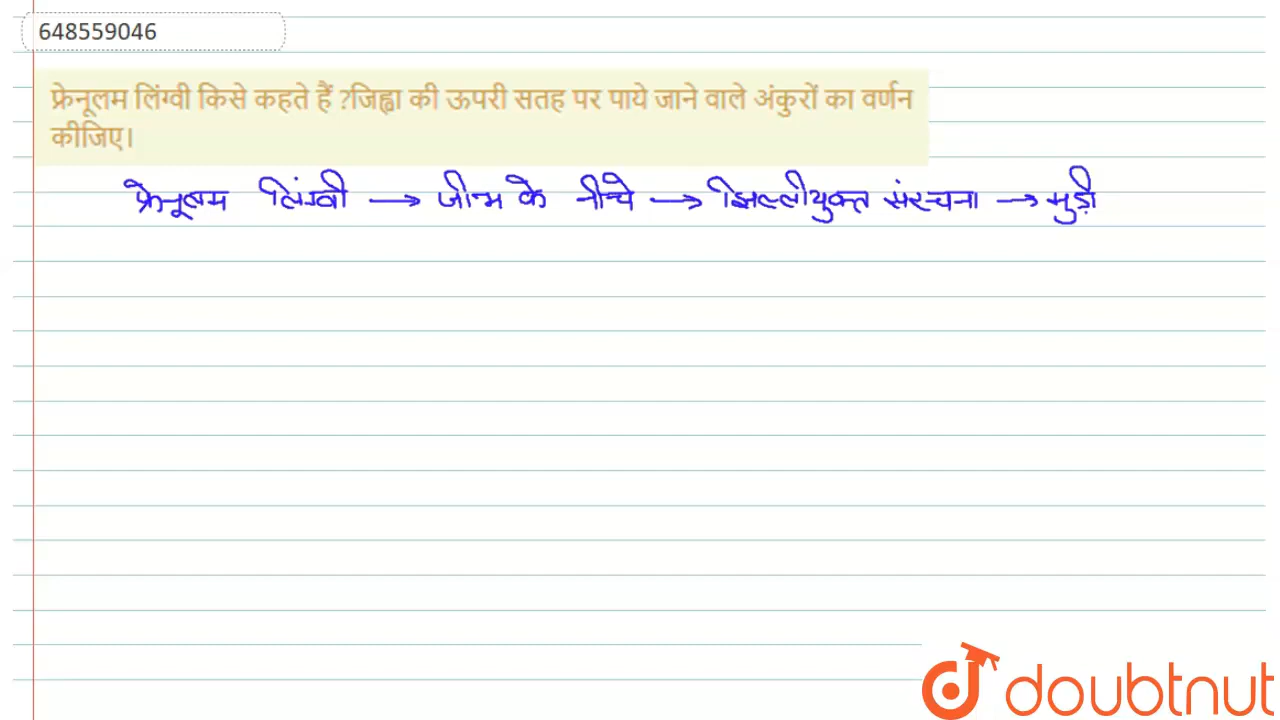 648559046
फ्रेनूलम लिंग्वी किसे कहते हैं ?जिह्वा की ऊपरी सतह पर पाये जाने वाले अंकुरों का वर्णन
कीजिए।
फ्रेनूलम लिंग्वी → जीभ के नीचे → झिल्लीयुक्त संरचना → मुड़ी
doubtnut